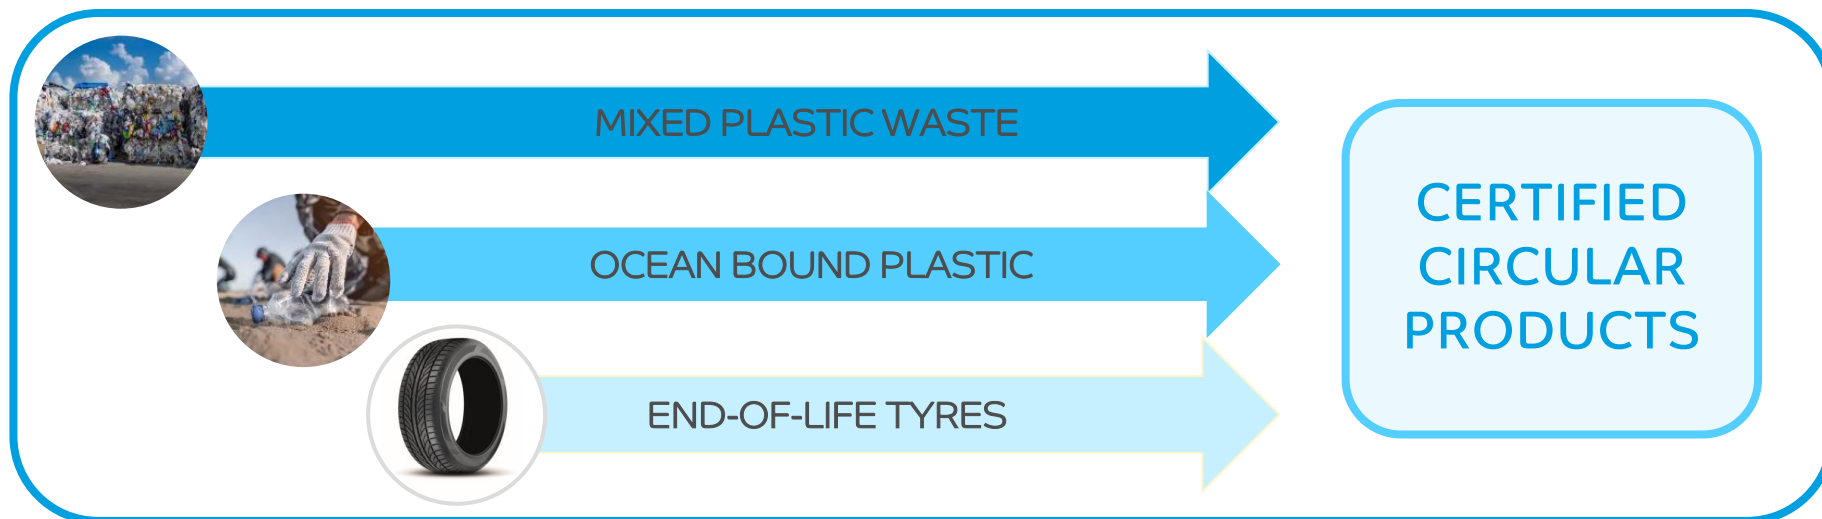 MIXED PLASTIC WASTE
OCEAN BOUND PLASTIC
END-OF-LIFE TYRES
CERTIFIED
CIRCULAR
PRODUCTS